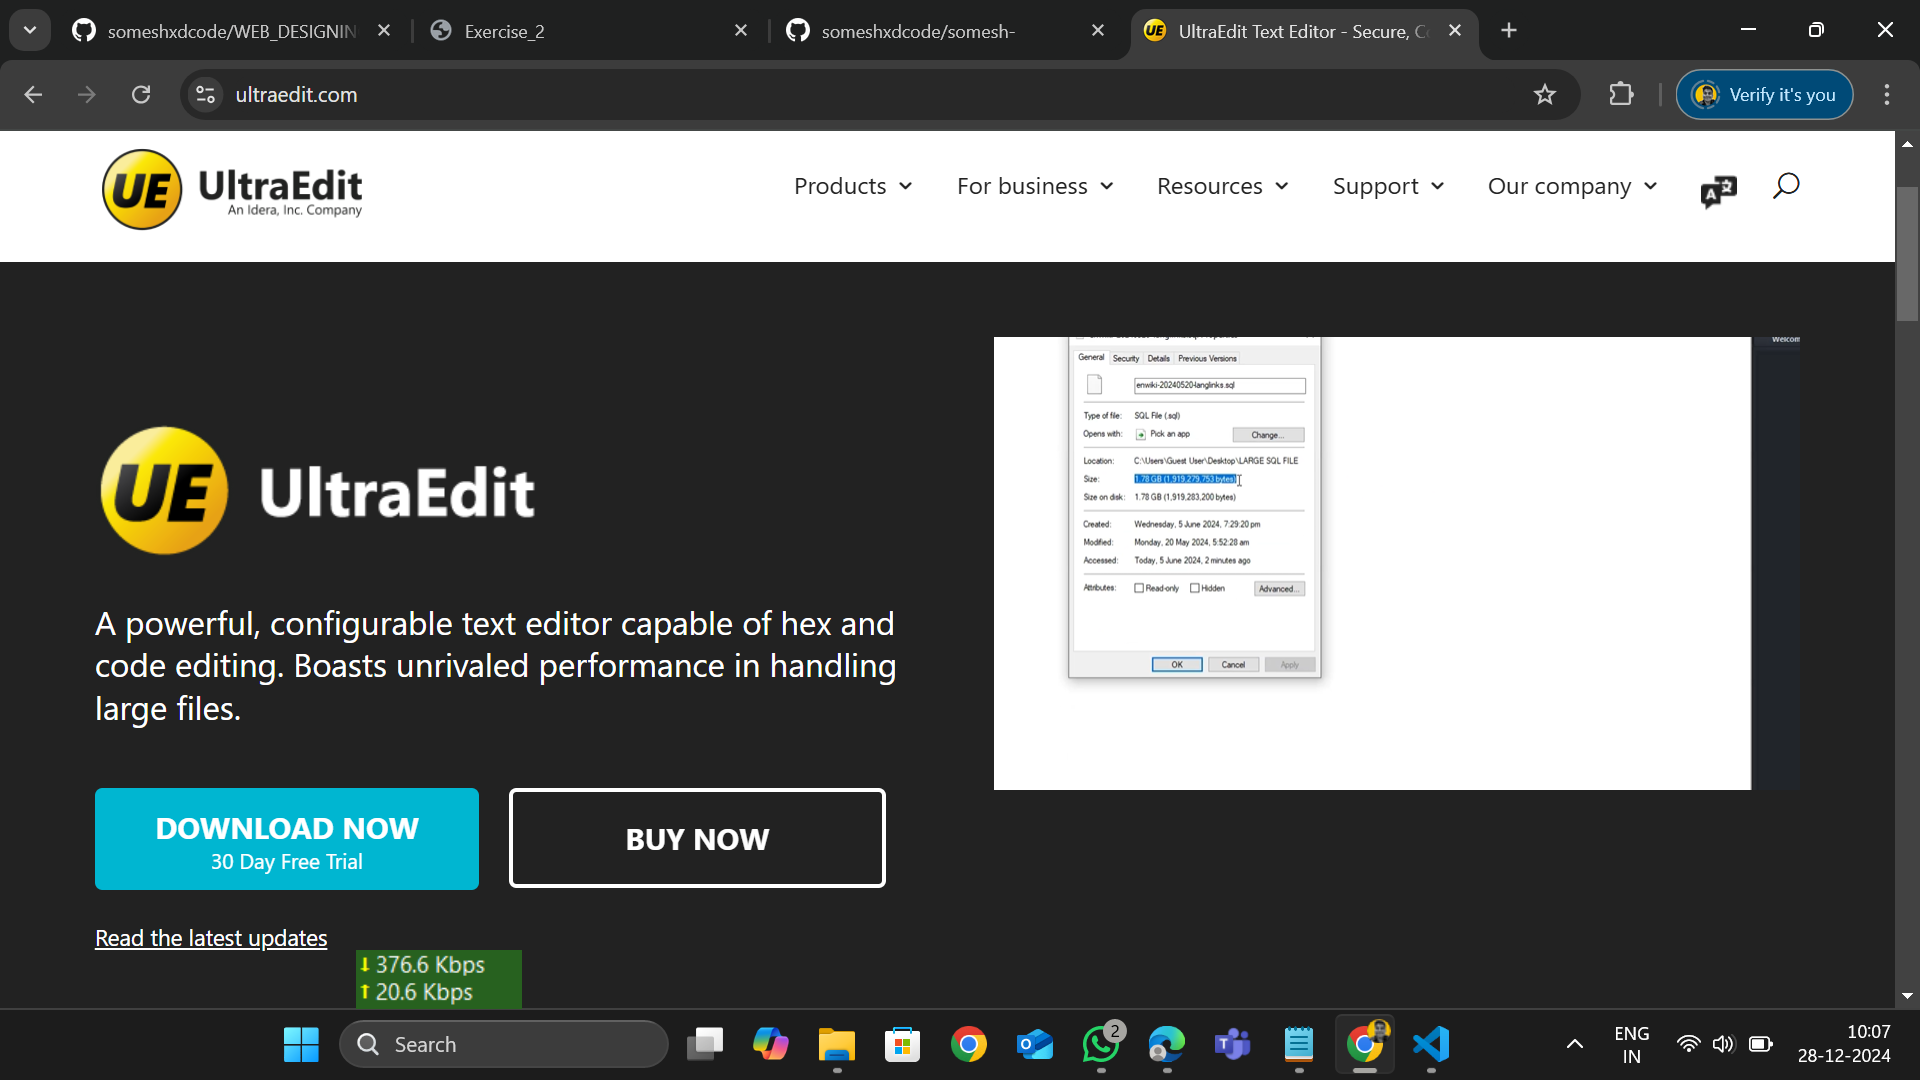 someshxdcode/WEB_DESIGNIN
Exercise_2
someshxdcode/somesh-
UltraEdit Text Editor - Secure, Co
ultraedit.com
Verify it's you
UE UltraEdit
An Idera, Inc. Company
Products
For business
Resources
Support
Our company
UE UltraEdit
A powerful, configurable text editor capable of hex and
code editing. Boasts unrivaled performance in handling
large files.
DOWNLOAD NOW
30 Day Free Trial
BUY NOW
Read the latest updates
Welcom
General Security Details Previous Versions
enwiki-20240520-langlinks.sql
Type of file: SQL File (.sql)
Opens with: Pick an app Change...
Location: C:\Users\Guest User\Desktop\LARGE SQL FILE
Size: 1.78 GB (1,919,279,753 bytes)
Size on disk: 1.78 GB (1,919,283,200 bytes)
Created: Wednesday, 5 June 2024, 7:29:20 pm
Modified: Monday, 20 May 2024, 5:52:28 am
Accessed: Today, 5 June 2024, 2 minutes ago
Attributes: Read-only Hidden Advanced...
OK Cancel Apply
↓ 376.6 Kbps
↑ 20.6 Kbps
Search
2
ENG
IN
10:07
28-12-2024